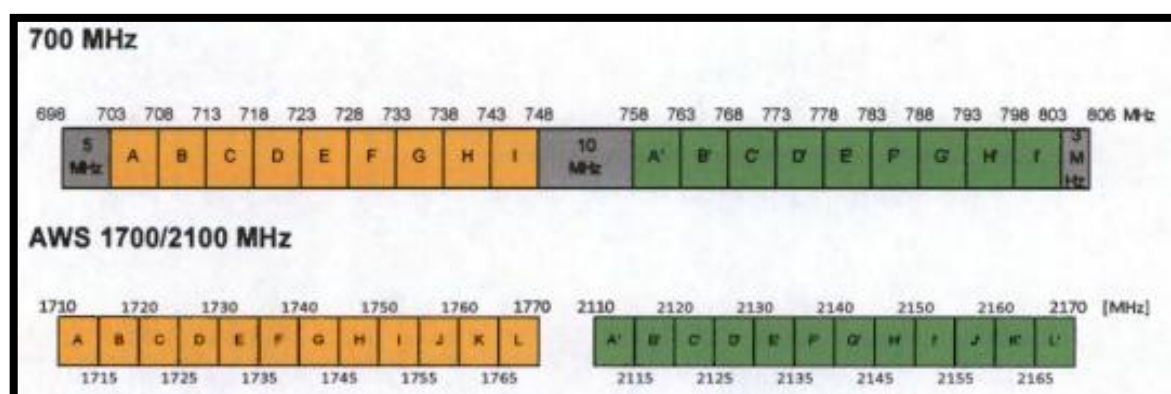 700 MHz
698 703 708 713 718 723 728 733 738 743 748 758 763 768 773 778 783 788 793 798 803 806 MHz
5 MHz A B C D E F G H I 10 MHz A' B' C' D' E' F' G' H' I' 3 MHz
AWS 1700/2100 MHz
1710 1720 1730 1740 1750 1760 1770 2110 2120 2130 2140 2150 2160 2170 [MHz]
A B C D E F G H I J K L A' B' C' D' E' F' G' H' I' J' K' L'
1715 1725 1735 1745 1755 1765 2115 2125 2135 2145 2155 2165